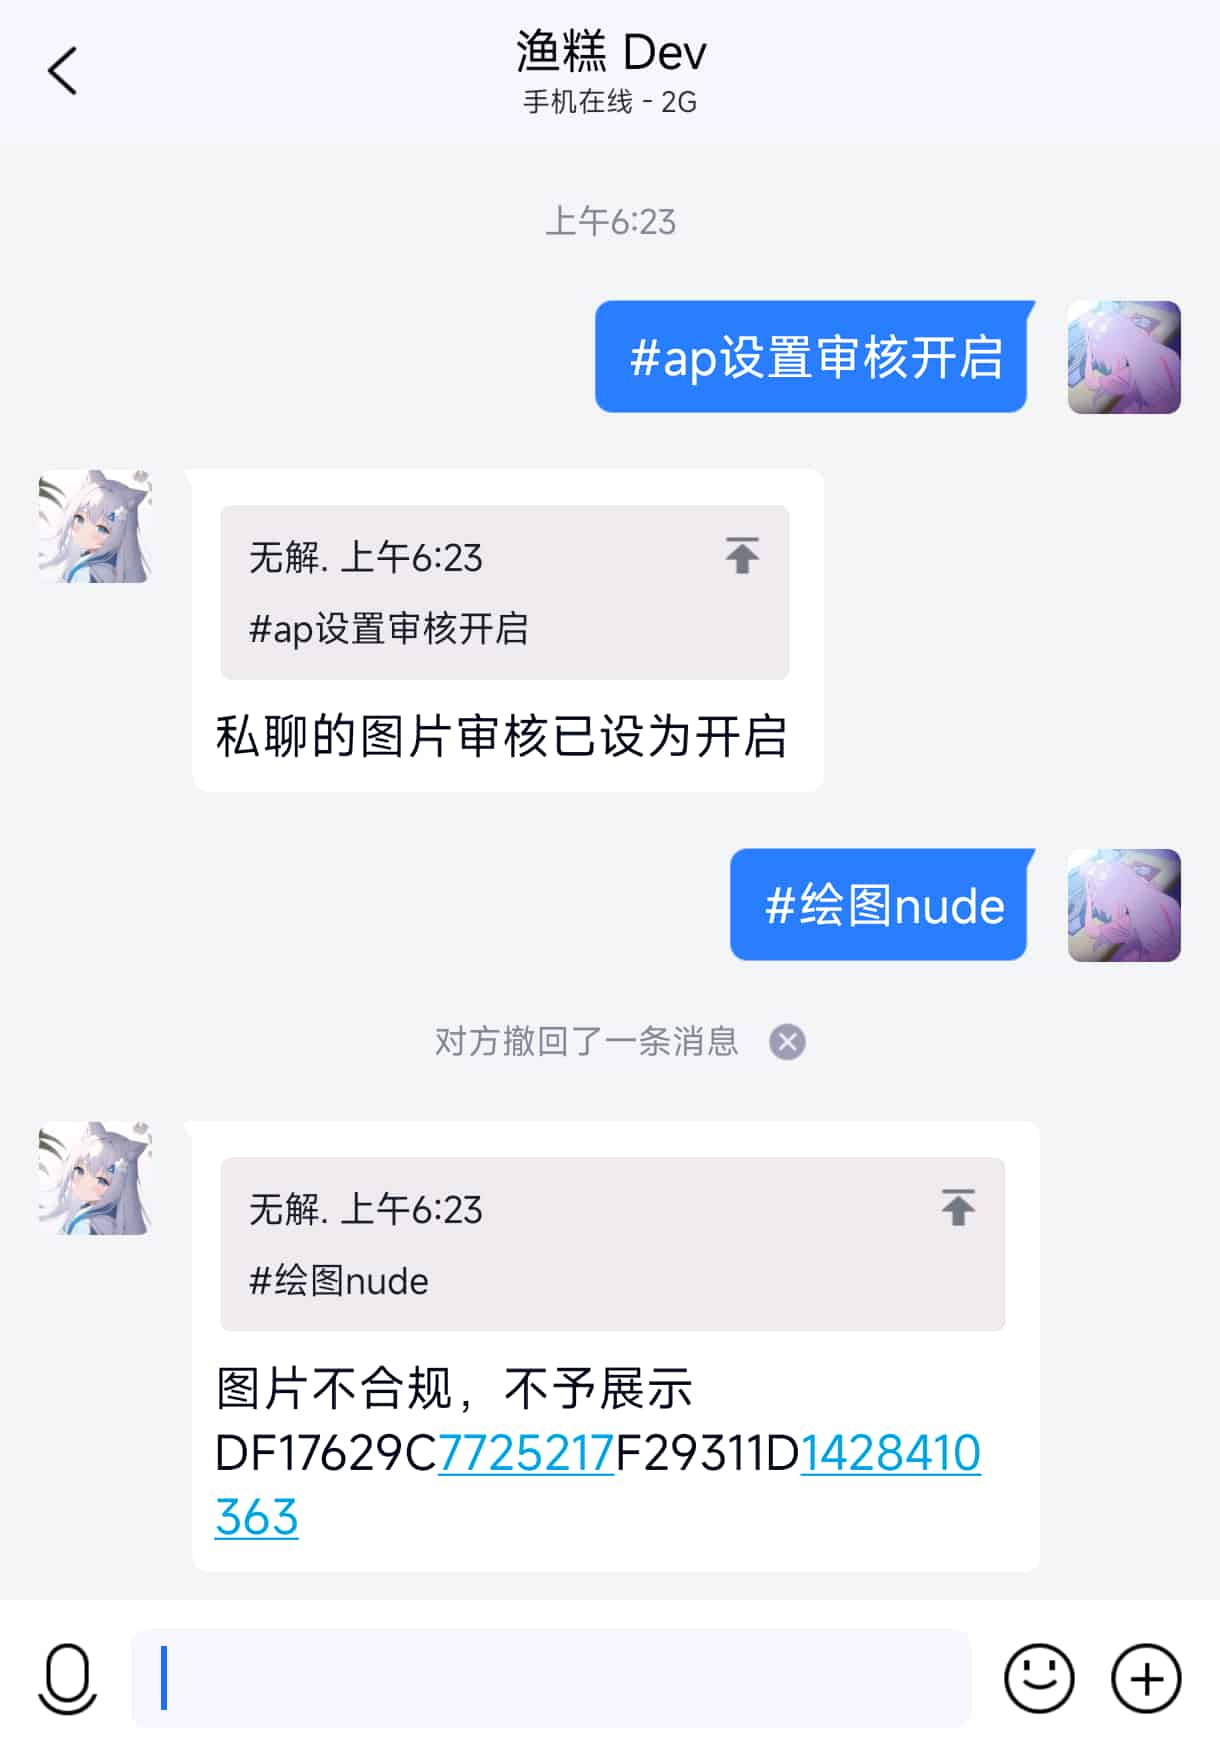 渔糕 Dev
手机在线 - 2G
上午6:23
#ap设置审核开启
无解. 上午6:23
#ap设置审核开启
私聊的图片审核已设为开启
#绘图nude
对方撤回了一条消息
无解. 上午6:23
#绘图nude
图片不合规，不予展示
DF17629C7725217F29311D1428410
363